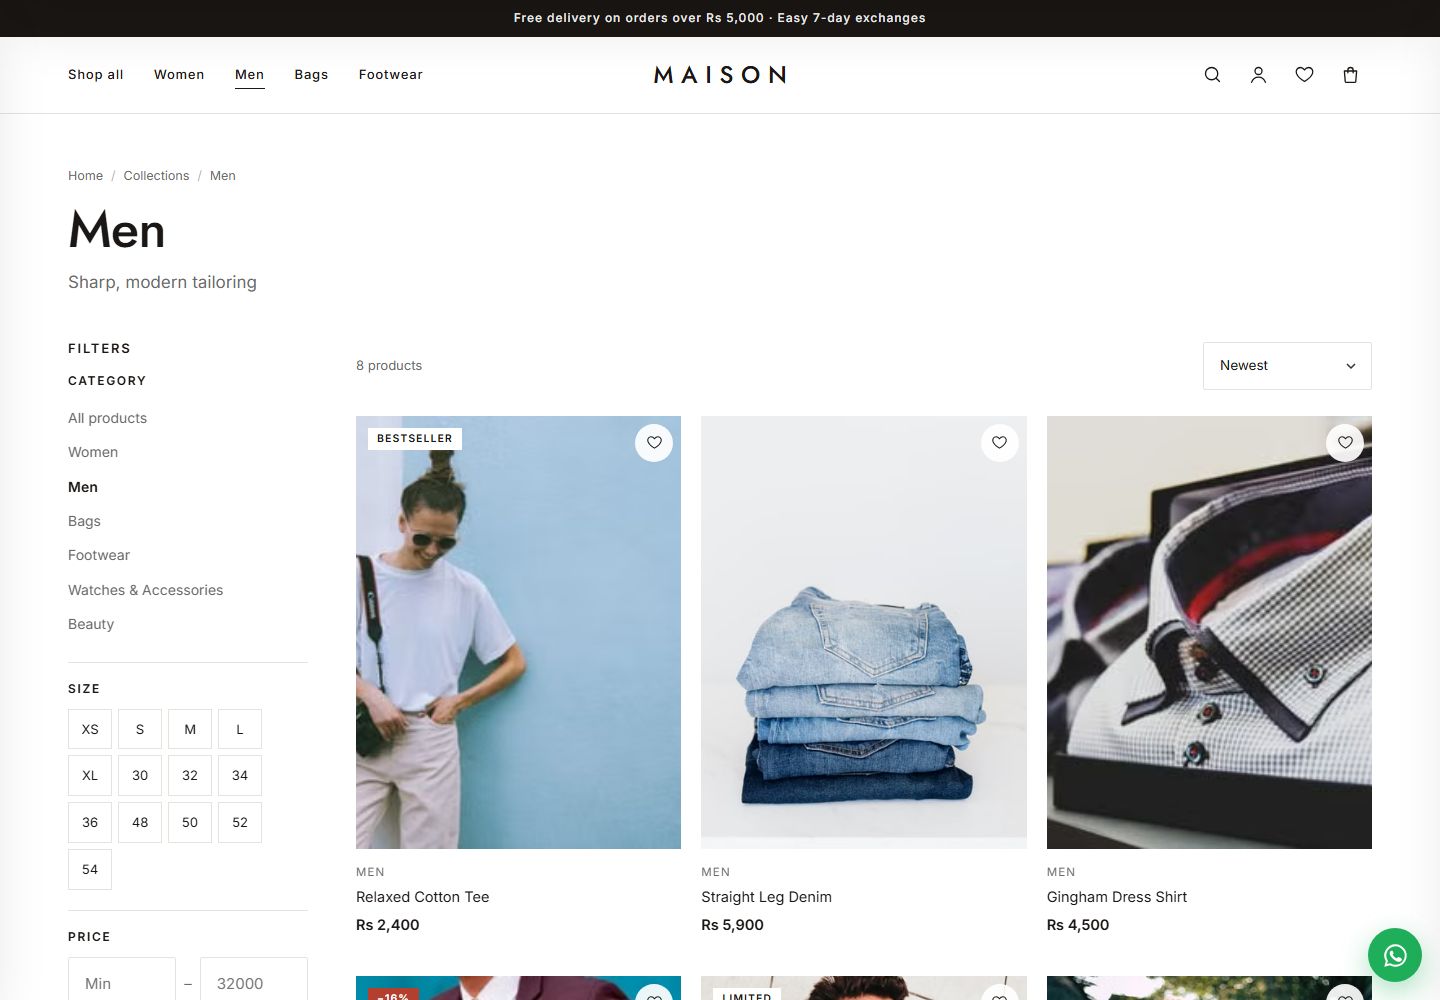 Free delivery on orders over Rs 5,000 · Easy 7-day exchanges
Shop all Women Men Bags Footwear
MAISON
Home / Collections / Men
Men
Sharp, modern tailoring
FILTERS
CATEGORY
All products
Women
Men
Bags
Footwear
Watches & Accessories
Beauty
SIZE
XS S M L
XL 30 32 34
36 48 50 52
54
PRICE
Min – 32000
8 products
Newest
BESTSELLER
MEN
Relaxed Cotton Tee
Rs 2,400
MEN
Straight Leg Denim
Rs 5,900
MEN
Gingham Dress Shirt
Rs 4,500
−16%
LIMITED